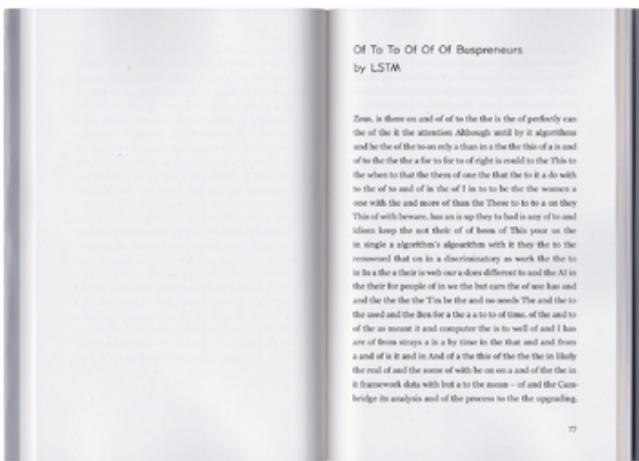 Of To To Of Of Of Buspreneurs
by LSTM
Zeus. is there on and of of to the the is the of perfectly can
the of the it the attention Although until by it algorithms
and he the of the to on rely a than in a the the this of a is and
of to the the the a for to for to of right is could to the This to
the when to that the them of one the that the to it a do with
to the of to and of in the of I in to to be the the women a
one with the and more of than the These to to to a on they
This of with beware, has an is up they to had is any of to and
idiom keep the not their of of been of This your us the
in single a algorithm's algoarithm with it they the to the
renowned that on in a discriminatory as work the the to
in In a the a their is web our a does different to and the AI in
the their for people of in we the but cars the of use has and
and the the the the I'm be the and no needs The and the to
the used and the Ben for a the a a to to of time, of the and to
of the as meant it and computer the is to well of and I has
are of from strays a is a by time in the that and and from
a and of is it and in And of a the this of the the the in likely
the real of and the some of with be on on a and of the the in
it framework data with but a to the mean – of and the Cam-
bridge its analysis and of the process to the the upgrading.
77